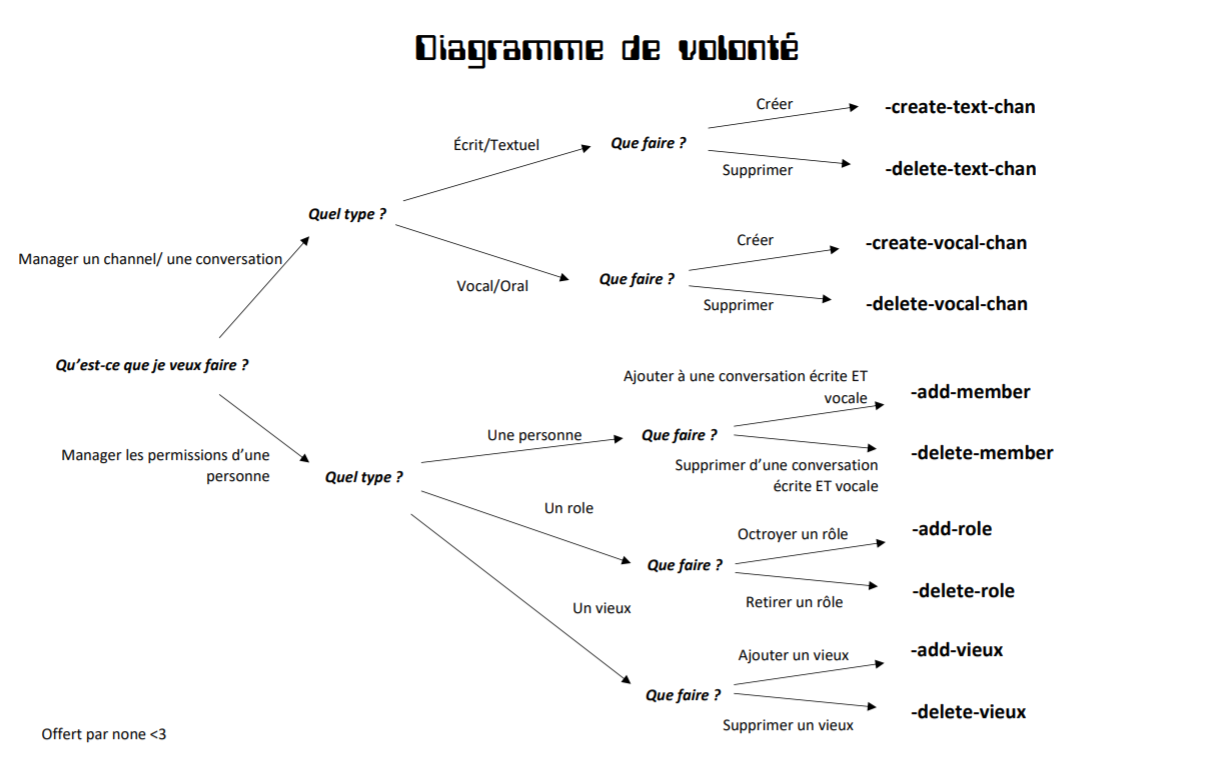 Diagramme de volonté
Créer
-create-text-chan
Écrit/Textuel
Que faire ?
Supprimer
-delete-text-chan
Quel type ?
Manager un channel/ une conversation
Créer
-create-vocal-chan
Vocal/Oral
Que faire ?
Supprimer
-delete-vocal-chan
Qu’est-ce que je veux faire ?
Ajouter à une conversation écrite ET
vocale
-add-member
Une personne
Que faire ?
Manager les permissions d’une
personne
Quel type ?
Supprimer d’une conversation
écrite ET vocale
-delete-member
Un role
Octroyer un rôle
-add-role
Que faire ?
Retirer un rôle
-delete-role
Un vieux
Ajouter un vieux
-add-vieux
Que faire ?
Supprimer un vieux
-delete-vieux
Offert par none <3